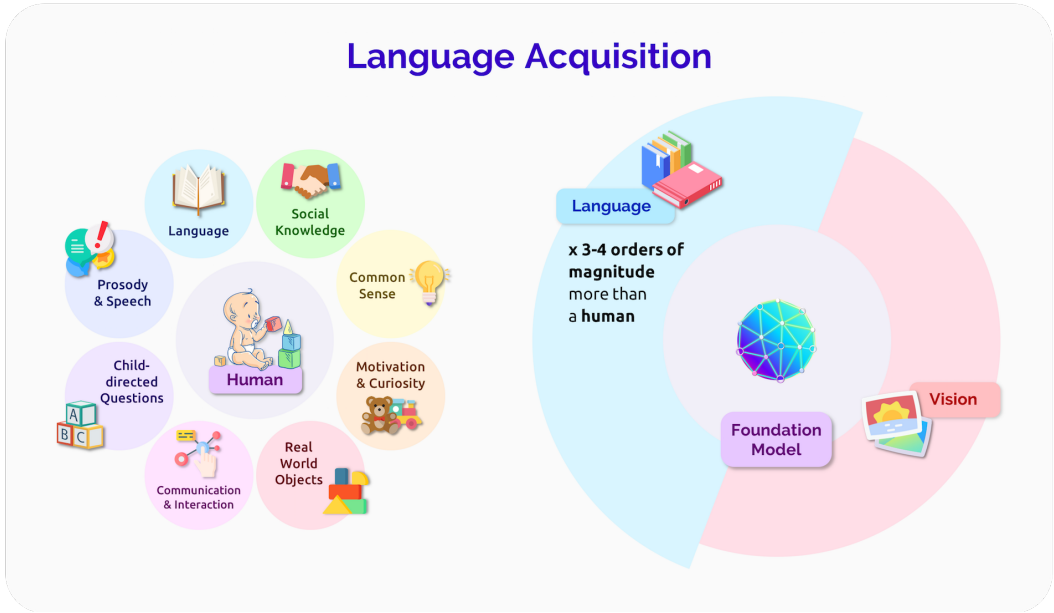 Language Acquisition
Language
Social
Knowledge
Prosody
& Speech
Common
Sense
Child-
directed
Questions
Motivation
& Curiosity
Human
Communication
& Interaction
Real
World
Objects
A
B C
Language
x 3-4 orders of
magnitude
more than
a human
Vision
Foundation
Model